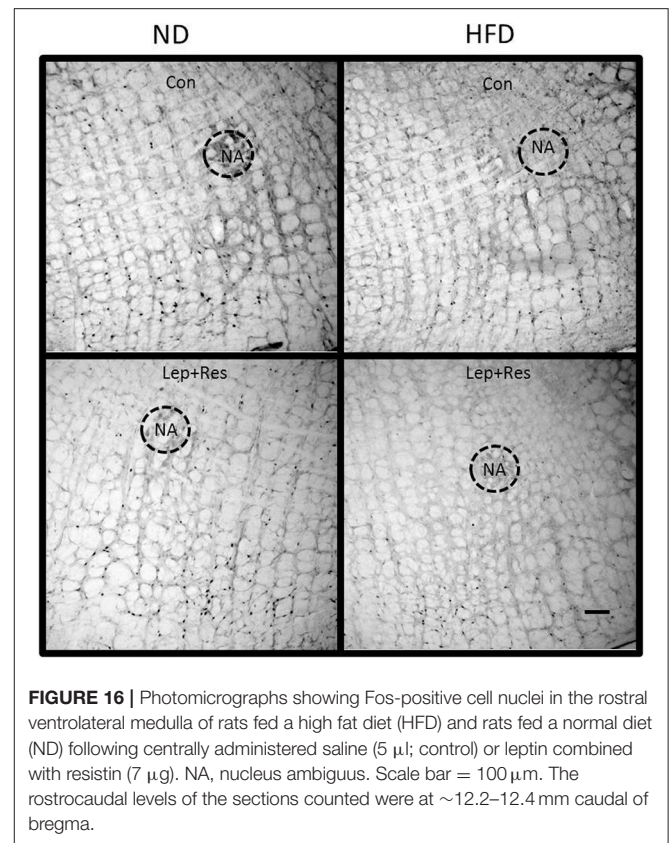 ND HFD
Con Con
NA NA
Lep+Res Lep+Res
NA NA
FIGURE 16 | Photomicrographs showing Fos-positive cell nuclei in the rostral
ventrolateral medulla of rats fed a high fat diet (HFD) and rats fed a normal diet
(ND) following centrally administered saline (5 μl; control) or leptin combined
with resistin (7 μg). NA, nucleus ambiguus. Scale bar = 100 μm. The
rostrocaudal levels of the sections counted were at ∼12.2–12.4 mm caudal of
bregma.